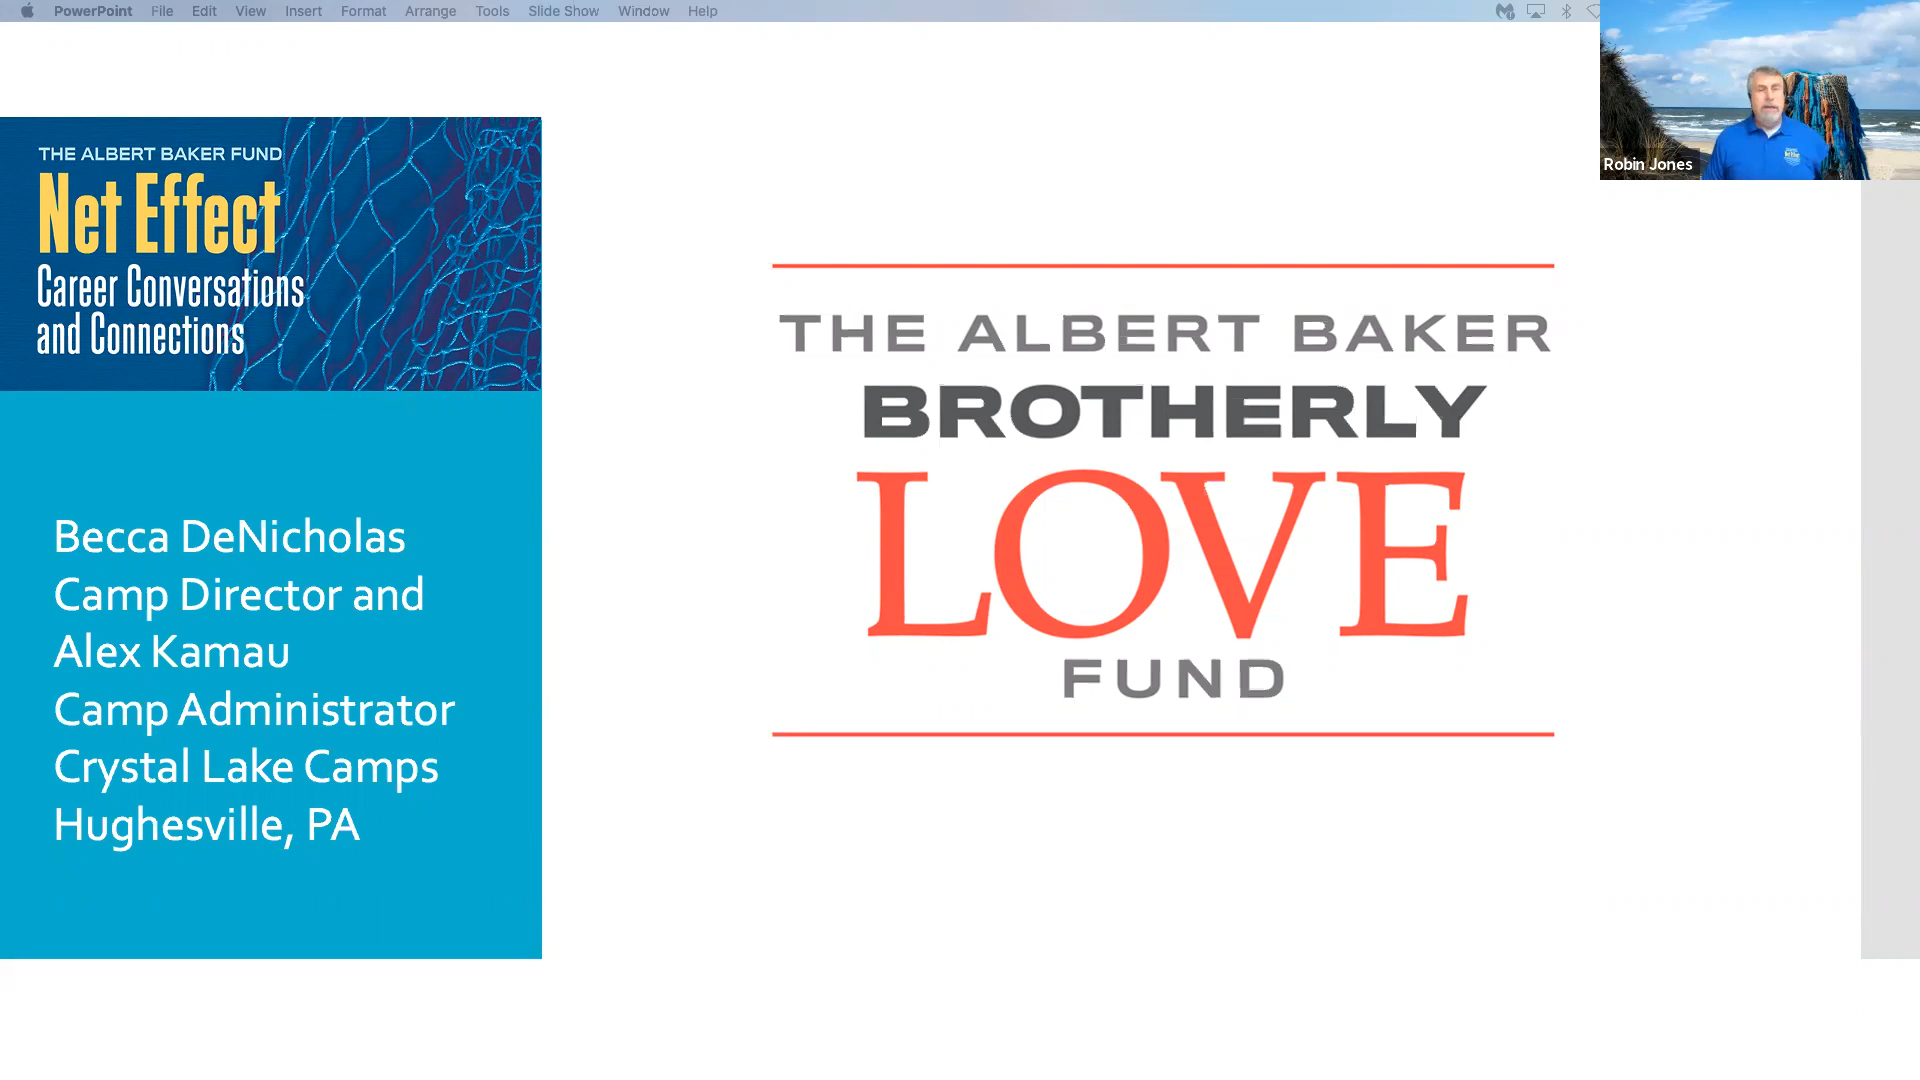 PowerPoint File Edit View Insert Format Arrange Tools Slide Show Window Help
Robin Jones
THE ALBERT BAKER FUND
Net Effect
Career Conversations
and Connections
Becca DeNicholas
Camp Director and
Alex Kamau
Camp Administrator
Crystal Lake Camps
Hughesville, PA
THE ALBERT BAKER
BROTHERLY
LOVE
FUND